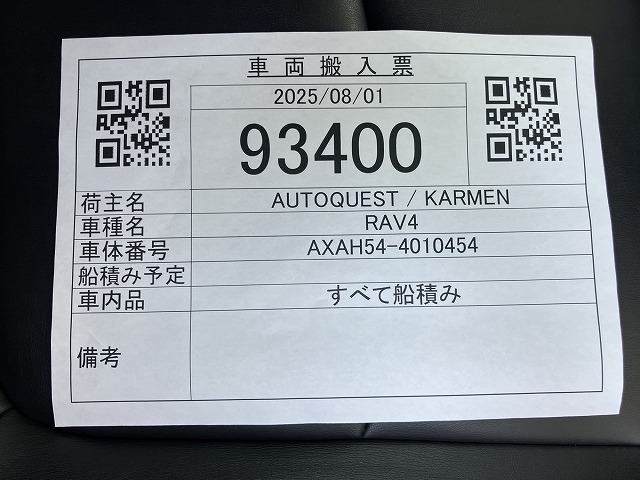 車両搬入票
2025/08/01
93400
荷主名 AUTOQUEST / KARMEN
車種名 RAV4
車体番号 AXAH54-4010454
船積み予定
車内品 すべて船積み
備考